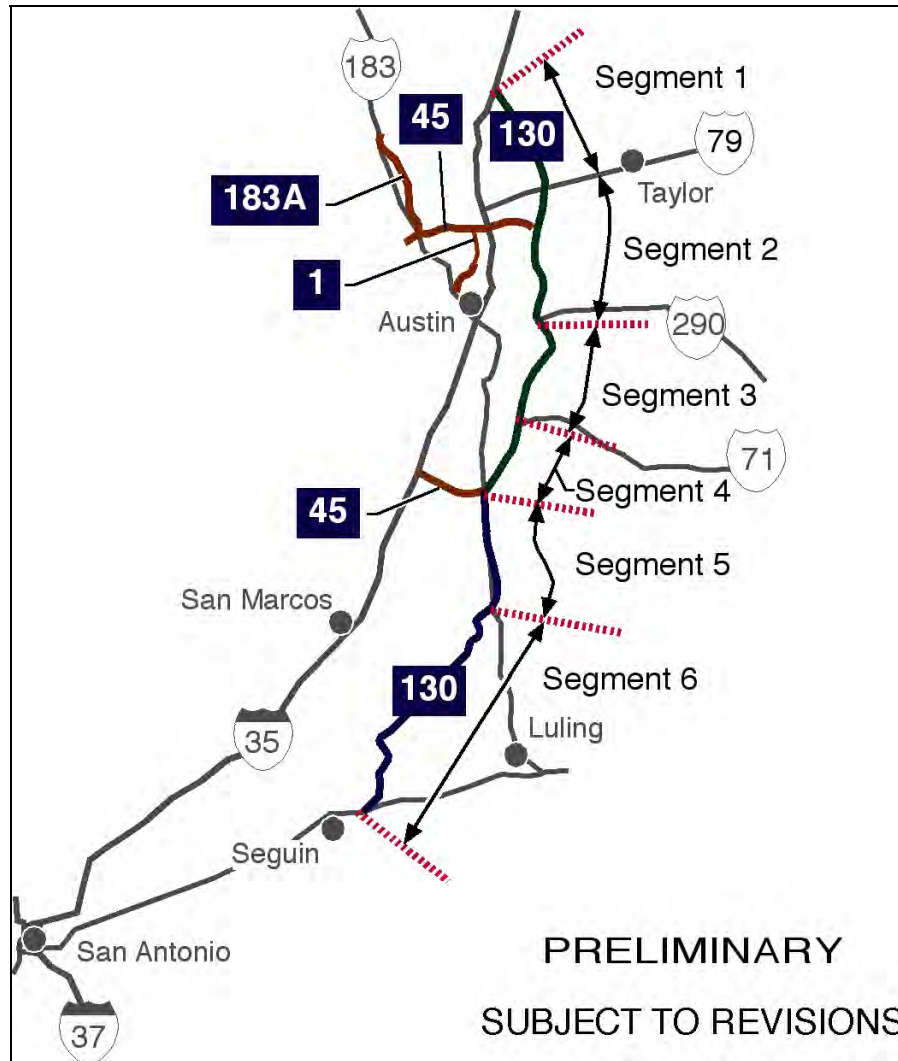 183
Segment 1
45
130
79
Taylor
183A
Segment 2
1
Austin
290
Segment 3
71
Segment 4
45
Segment 5
San Marcos
130
Segment 6
35
Luling
Seguin
San Antonio
PRELIMINARY
37
SUBJECT TO REVISIONS